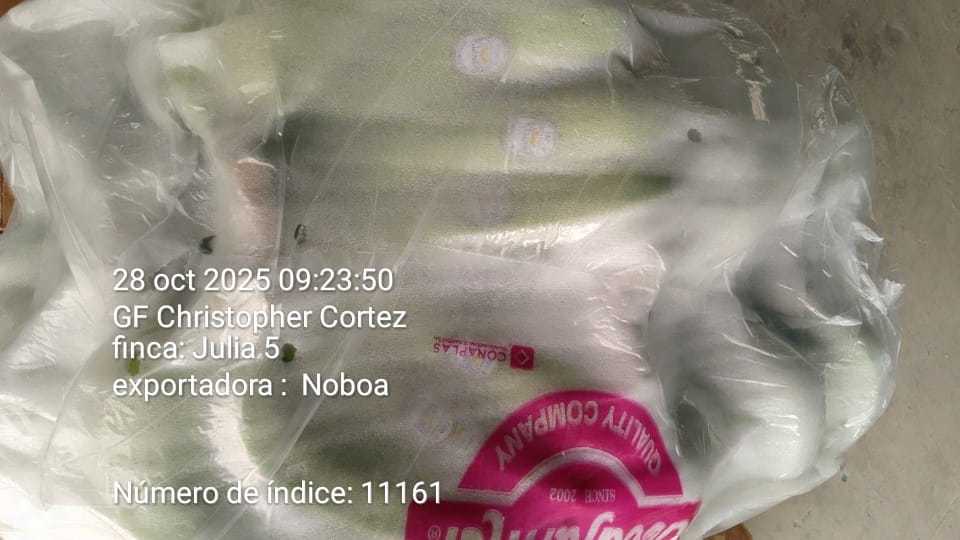 28 oct 2025 09:23:50
GF Christopher Cortez
finca: Julia 5
exportadora :  Noboa
Número de índice: 11161
CONAPLAS
QUALITY COMPANY
SINCE 2002